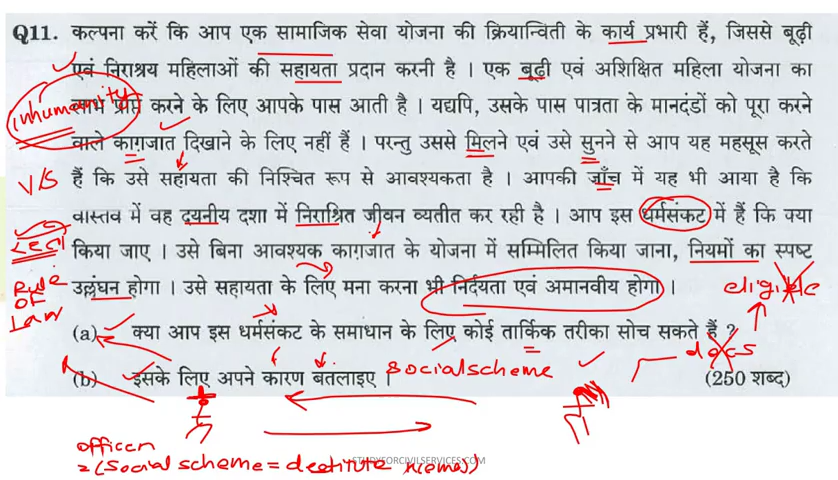 Q11. कल्पना करें कि आप एक सामाजिक सेवा योजना की क्रियान्विती के कार्य प्रभारी हैं, जिससे बूढ़ी
एवं निराश्रय महिलाओं की सहायता प्रदान करनी है । एक बूढ़ी एवं अशिक्षित महिला योजना का
लाभ प्राप्त करने के लिए आपके पास आती है । यद्यपि, उसके पास पात्रता के मानदंडों को पूरा करने
inhumanity
वाले काग़ज़ात दिखाने के लिए नहीं हैं । परन्तु उससे मिलने एवं उसे सुनने से आप यह महसूस करते
V/S
हैं कि उसे सहायता की निश्चित रूप से आवश्यकता है । आपकी जाँच में यह भी आया है कि
वास्तव में वह दयनीय दशा में निराश्रित जीवन व्यतीत कर रही है । आप इस धर्मसंकट में हैं कि क्या
किया जाए । उसे बिना आवश्यक काग़जात के योजना में सम्मिलित किया जाना, नियमों का स्पष्ट
Rule
OF
Law
उल्लंघन होगा । उसे सहायता के लिए मना करना भी निर्दयता एवं अमानवीय होगा ।
eligible
(a) क्या आप इस धर्मसंकट के समाधान के लिए कोई तार्किक तरीका सोच सकते हैं ?
docs
(b) इसके लिए अपने कारण बतलाइए ।
social scheme
(250 शब्द)
officer
STUDYFORCIVILSERVICES.COM
(Social scheme = destitute